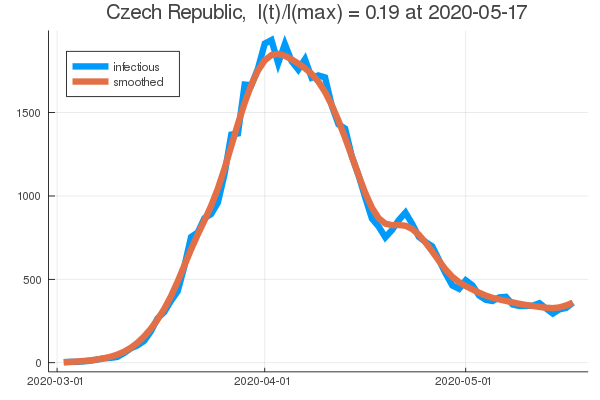 Czech Republic, I(t)/I(max) = 0.19 at 2020-05-17
infectious
smoothed
1500
1000
500
0
2020-03-01 2020-04-01 2020-05-01